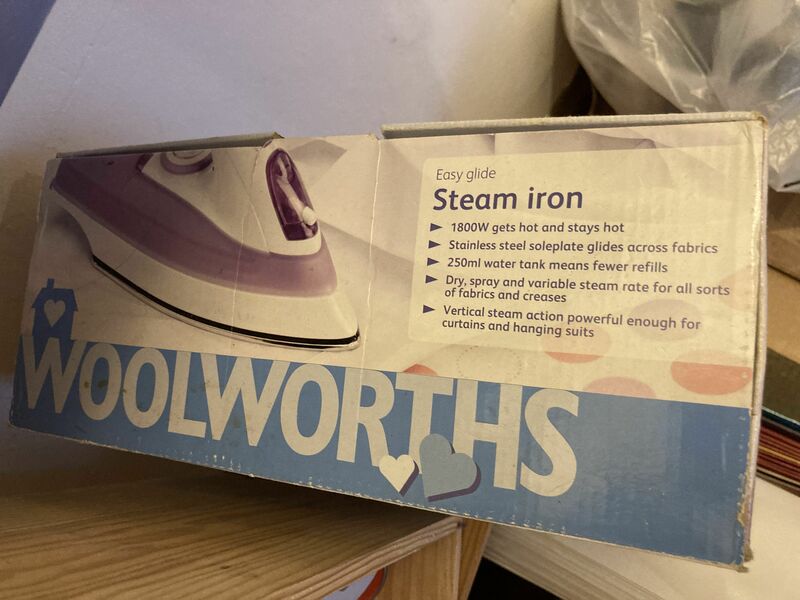 Easy glide
Steam iron
► 1800W gets hot and stays hot
► Stainless steel soleplate glides across fabrics
► 250ml water tank means fewer refills
► Dry, spray and variable steam rate for all sorts
of fabrics and creases
► Vertical steam action powerful enough for
curtains and hanging suits
WOOLWORTHS